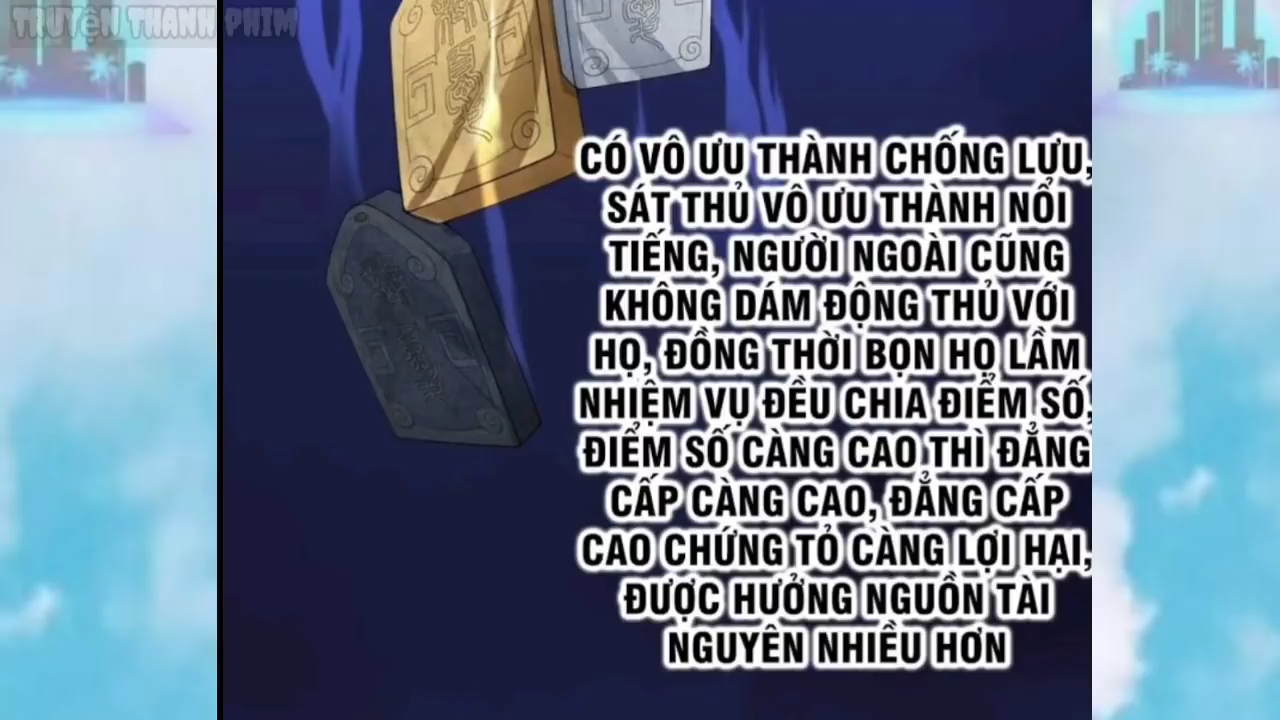 TRUYỆN THANH PHIM
CÓ VÔ ƯU THÀNH CHỐNG LƯU,
SÁT THỦ VÔ ƯU THÀNH NỔI
TIẾNG, NGƯỜI NGOÀI CŨNG
KHÔNG DÁM ĐỘNG THỦ VỚI
HỌ, ĐỒNG THỜI BỌN HỌ LẦM
NHIỆM VỤ ĐỀU CHIA ĐIỂM SỐ,
ĐIỂM SỐ CÀNG CAO THÌ ĐẲNG
CẤP CÀNG CAO, ĐẲNG CẤP
CAO CHỨNG TỎ CÀNG LỢI HẠI,
ĐƯỢC HƯỞNG NGUỒN TÀI
NGUYÊN NHIỀU HƠN